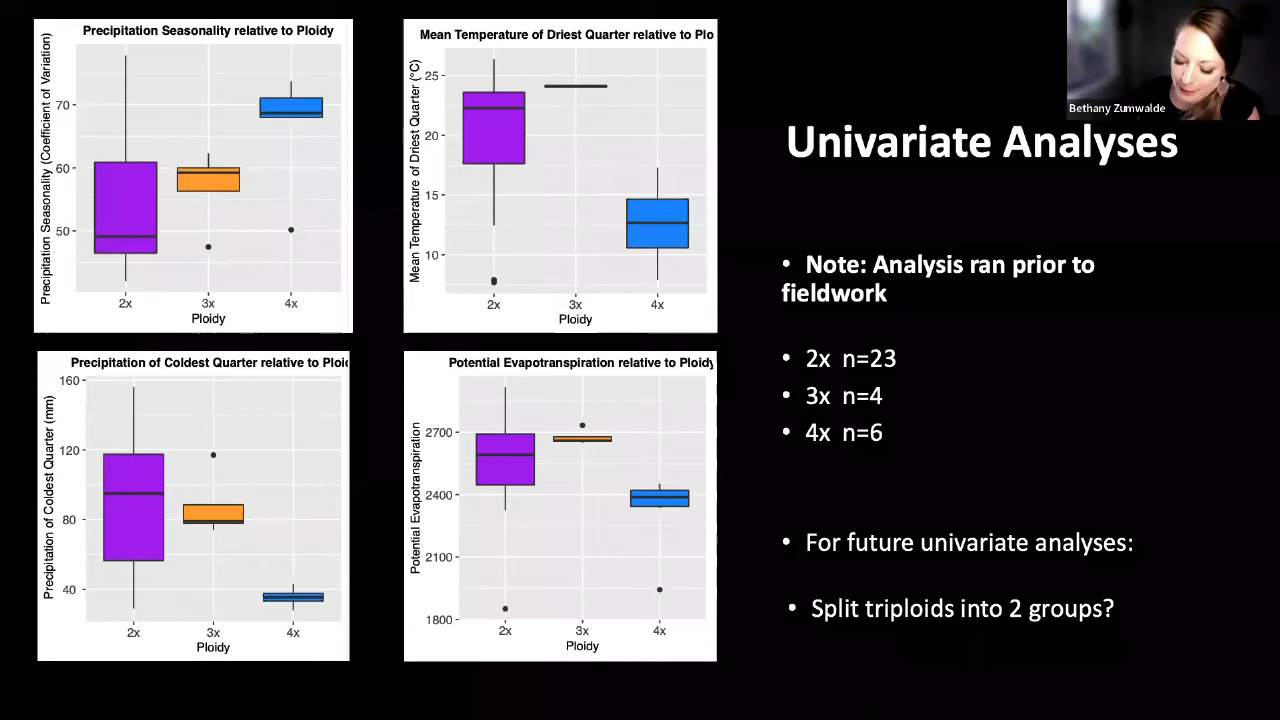 Precipitation Seasonality relative to Ploidy
Precipitation Seasonality (Coefficient of Variation)
70
60
50
2x 3x 4x
Ploidy
Mean Temperature of Driest Quarter relative to Plo
Mean Temperature of Driest Quarter (°C)
25
20
15
10
2x 3x 4x
Ploidy
Precipitation of Coldest Quarter relative to Ploid
Precipitation of Coldest Quarter (mm)
160
120
80
40
2x 3x 4x
Ploidy
Potential Evapotranspiration relative to Ploidy
Potential Evapotranspiration
2700
2400
2100
1800
2x 3x 4x
Ploidy
Bethany Zumwalde
Univariate Analyses
• Note: Analysis ran prior to
fieldwork
• 2x n=23
• 3x n=4
• 4x n=6
• For future univariate analyses:
• Split triploids into 2 groups?